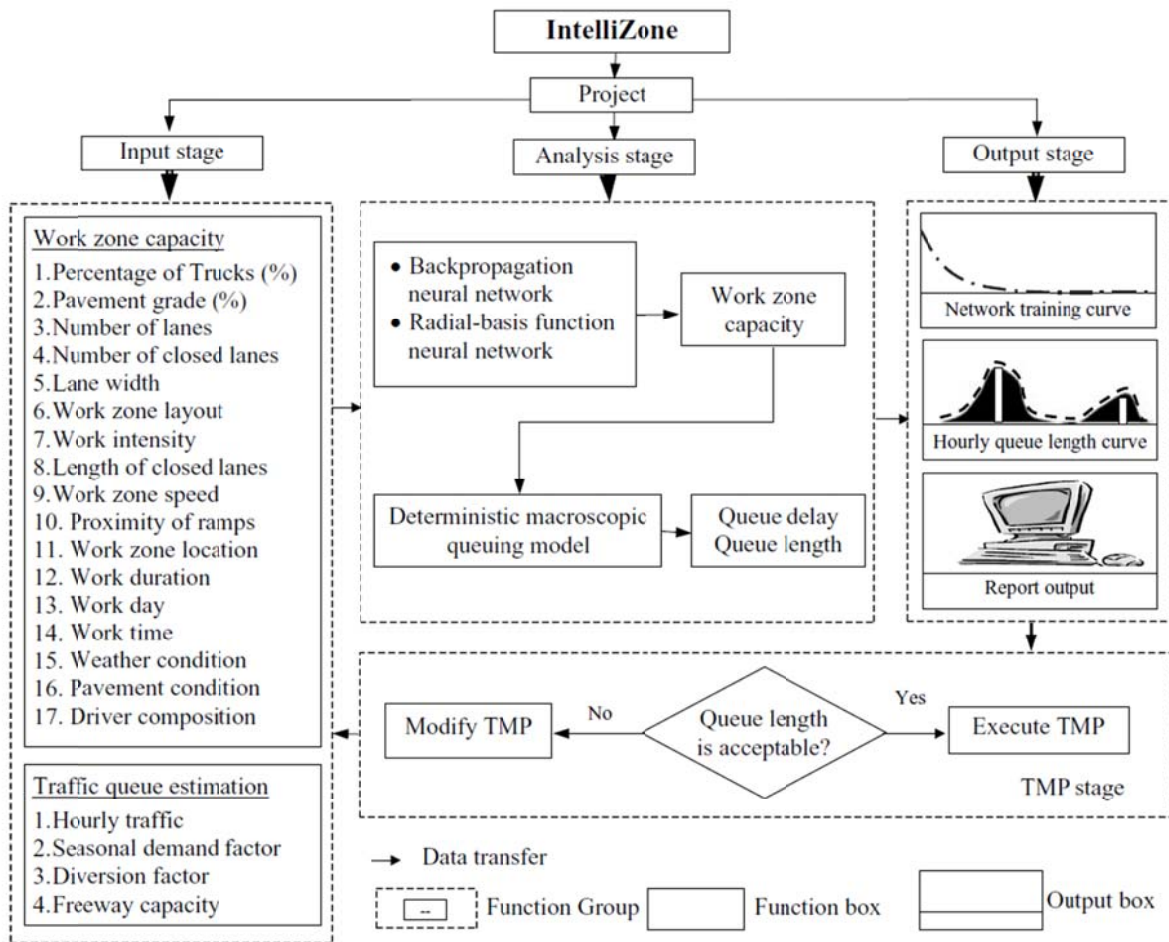 IntelliZone
Project
Input stage
Analysis stage
Output stage
Work zone capacity
1.Percentage of Trucks (%)
2.Pavement grade (%)
3.Number of lanes
4.Number of closed lanes
5.Lane width
6.Work zone layout
7.Work intensity
8.Length of closed lanes
9.Work zone speed
10. Proximity of ramps
11. Work zone location
12. Work duration
13. Work day
14. Work time
15. Weather condition
16. Pavement condition
17. Driver composition
Traffic queue estimation
1.Hourly traffic
2.Seasonal demand factor
3.Diversion factor
4.Freeway capacity
• Backpropagation
neural network
• Radial-basis function
neural network
Work zone
capacity
Deterministic macroscopic
queuing model
Queue delay
Queue length
Network training curve
Hourly queue length curve
Report output
Modify TMP
No
Queue length
is acceptable?
Yes
Execute TMP
TMP stage
Data transfer
--
Function Group
Function box
Output box